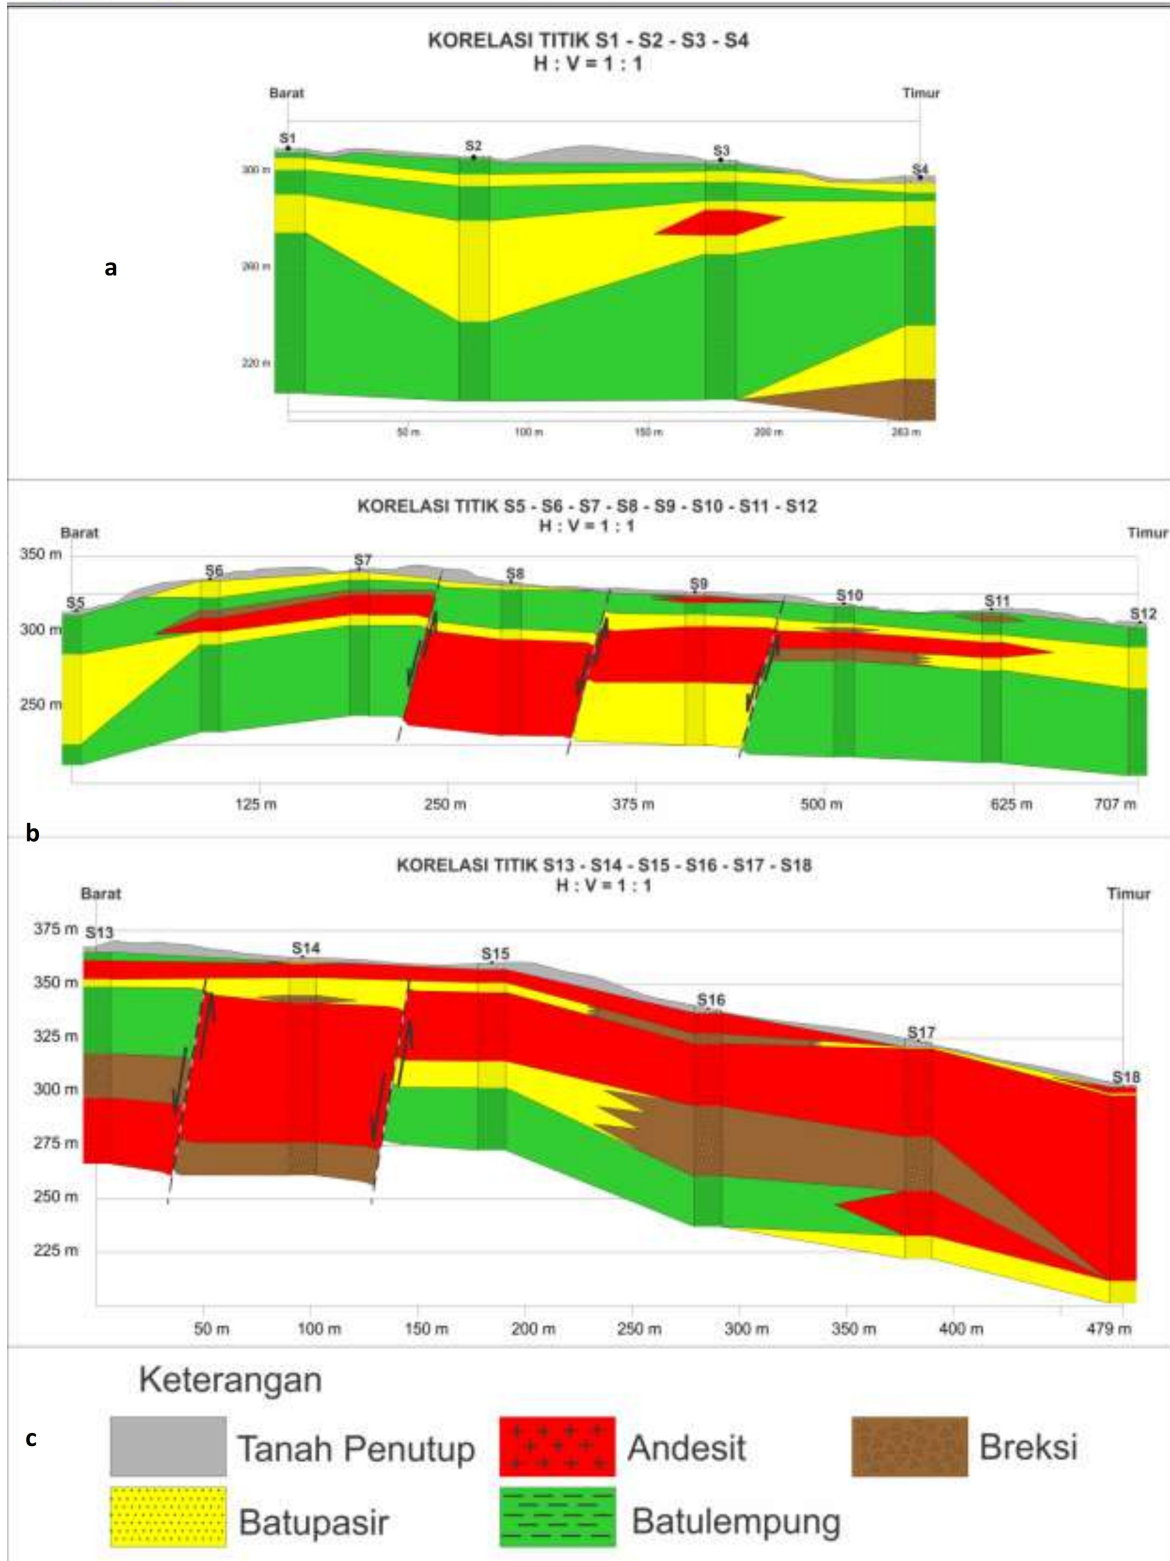 KORELASI TITIK S1 - S2 - S3 - S4
H : V = 1 : 1
Barat
Timur
S1
S2
S3
S4
300 m
260 m
220 m
a
50 m
100 m
150 m
200 m
263 m
KORELASI TITIK S5 - S6 - S7 - S8 - S9 - S10 - S11 - S12
H : V = 1 : 1
Barat
Timur
350 m
S5
S6
S7
S8
S9
S10
S11
S12
300 m
250 m
125 m
250 m
375 m
500 m
625 m
707 m
b
KORELASI TITIK S13 - S14 - S15 - S16 - S17 - S18
H : V = 1 : 1
Barat
Timur
375 m
S13
S14
S15
S16
S17
S18
350 m
325 m
300 m
275 m
250 m
225 m
50 m
100 m
150 m
200 m
250 m
300 m
350 m
400 m
479 m
Keterangan
c
Tanah Penutup
Andesit
Breksi
Batupasir
Batulempung